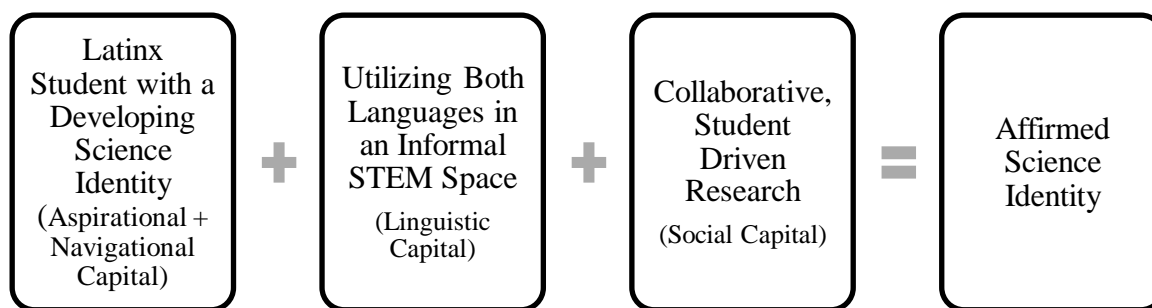 Latinx
Student with a
Developing
Science
Identity
(Aspirational +
Navigational
Capital)
+
Utilizing Both
Languages in
an Informal
STEM Space
(Linguistic
Capital)
+
Collaborative,
Student
Driven
Research
(Social Capital)
=
Affirmed
Science
Identity